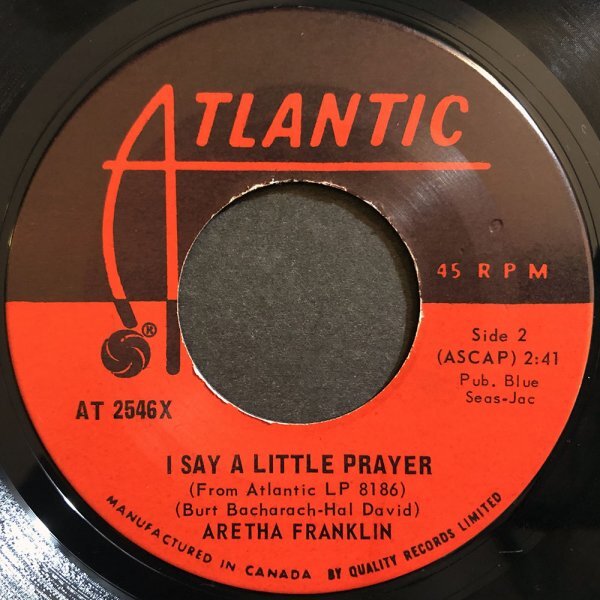 ATLANTIC
45 RPM
®
Side 2
(ASCAP) 2:41
Pub. Blue
Seas-Jac
AT 2546X
I SAY A LITTLE PRAYER
(From Atlantic LP 8186)
(Burt Bacharach-Hal David)
ARETHA FRANKLIN
MANUFACTURED IN CANADA BY QUALITY RECORDS LIMITED